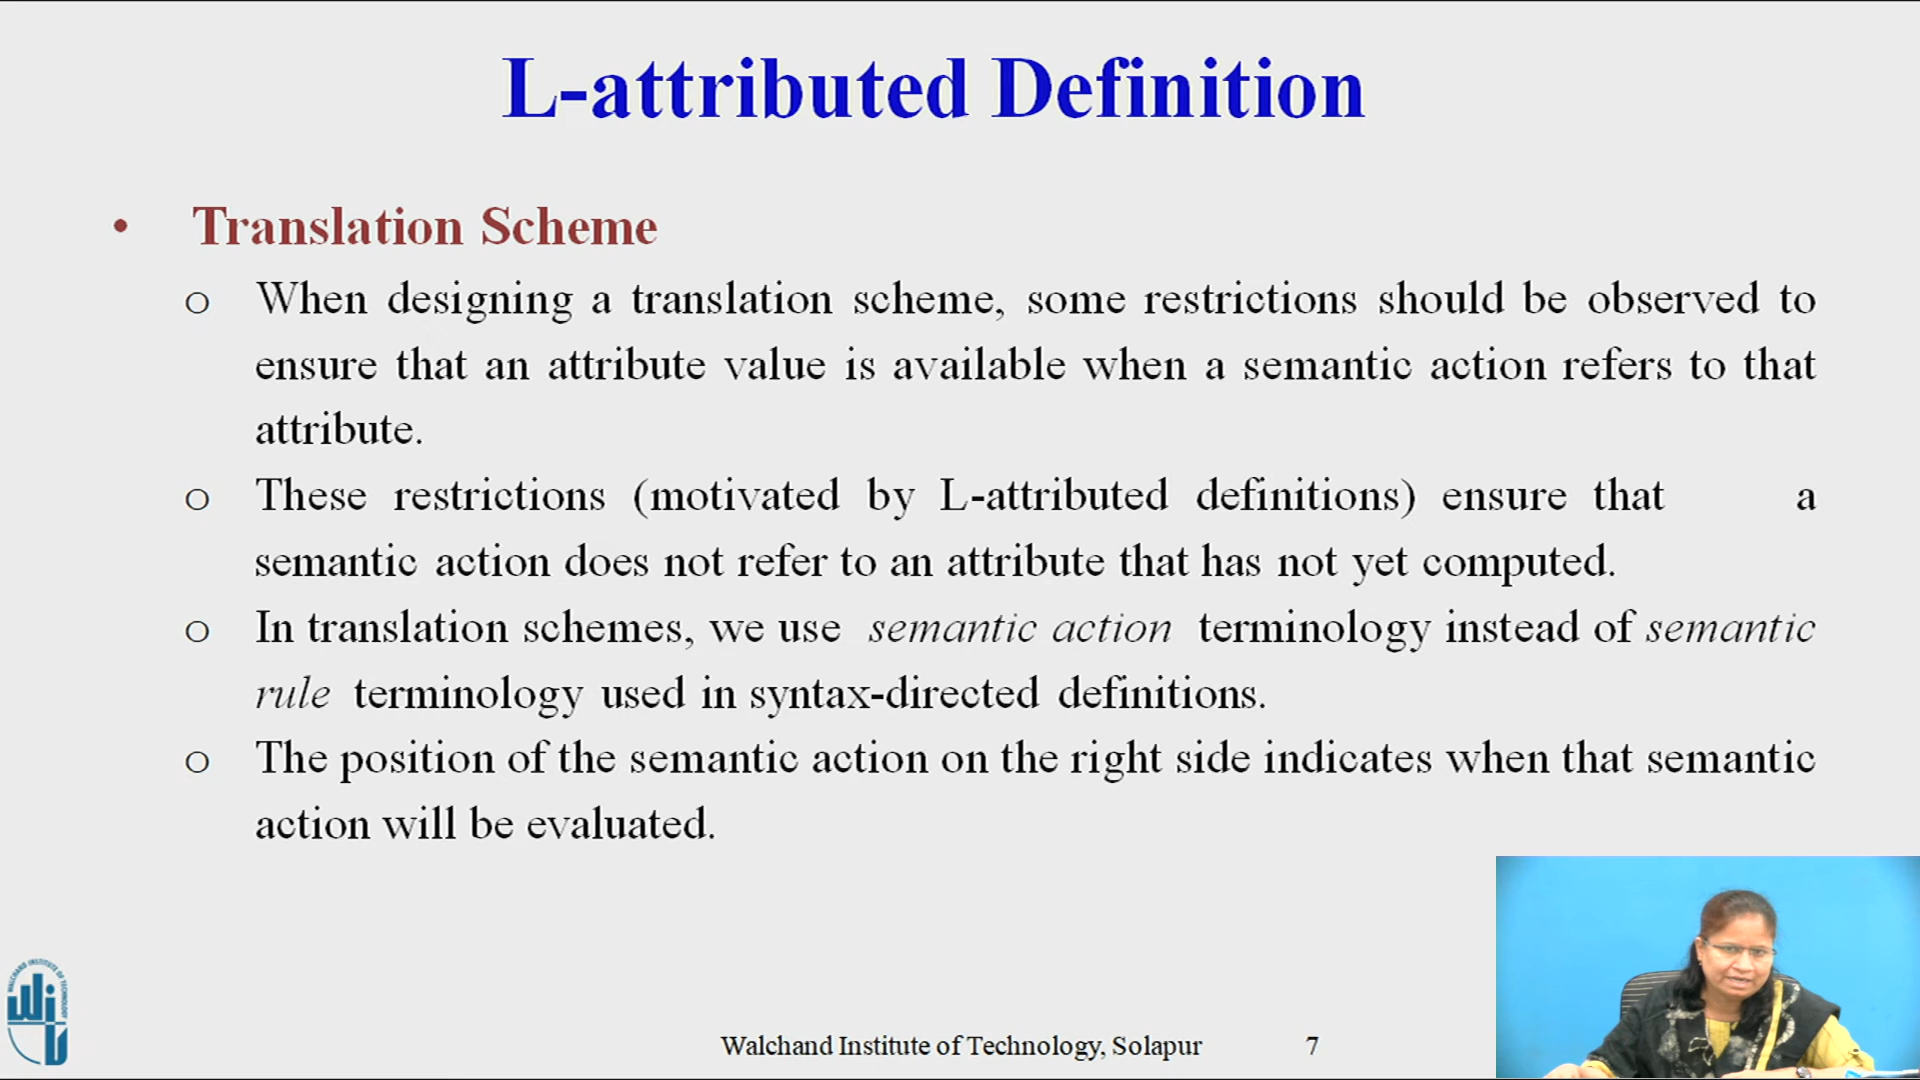 L-attributed Definition
• Translation Scheme
o When designing a translation scheme, some restrictions should be observed to
ensure that an attribute value is available when a semantic action refers to that
attribute.
o These restrictions (motivated by L-attributed definitions) ensure that a
semantic action does not refer to an attribute that has not yet computed.
o In translation schemes, we use semantic action terminology instead of semantic
rule terminology used in syntax-directed definitions.
o The position of the semantic action on the right side indicates when that semantic
action will be evaluated.
WALCHAND INSTITUTE OF TECHNOLOGY
Walchand Institute of Technology, Solapur 7